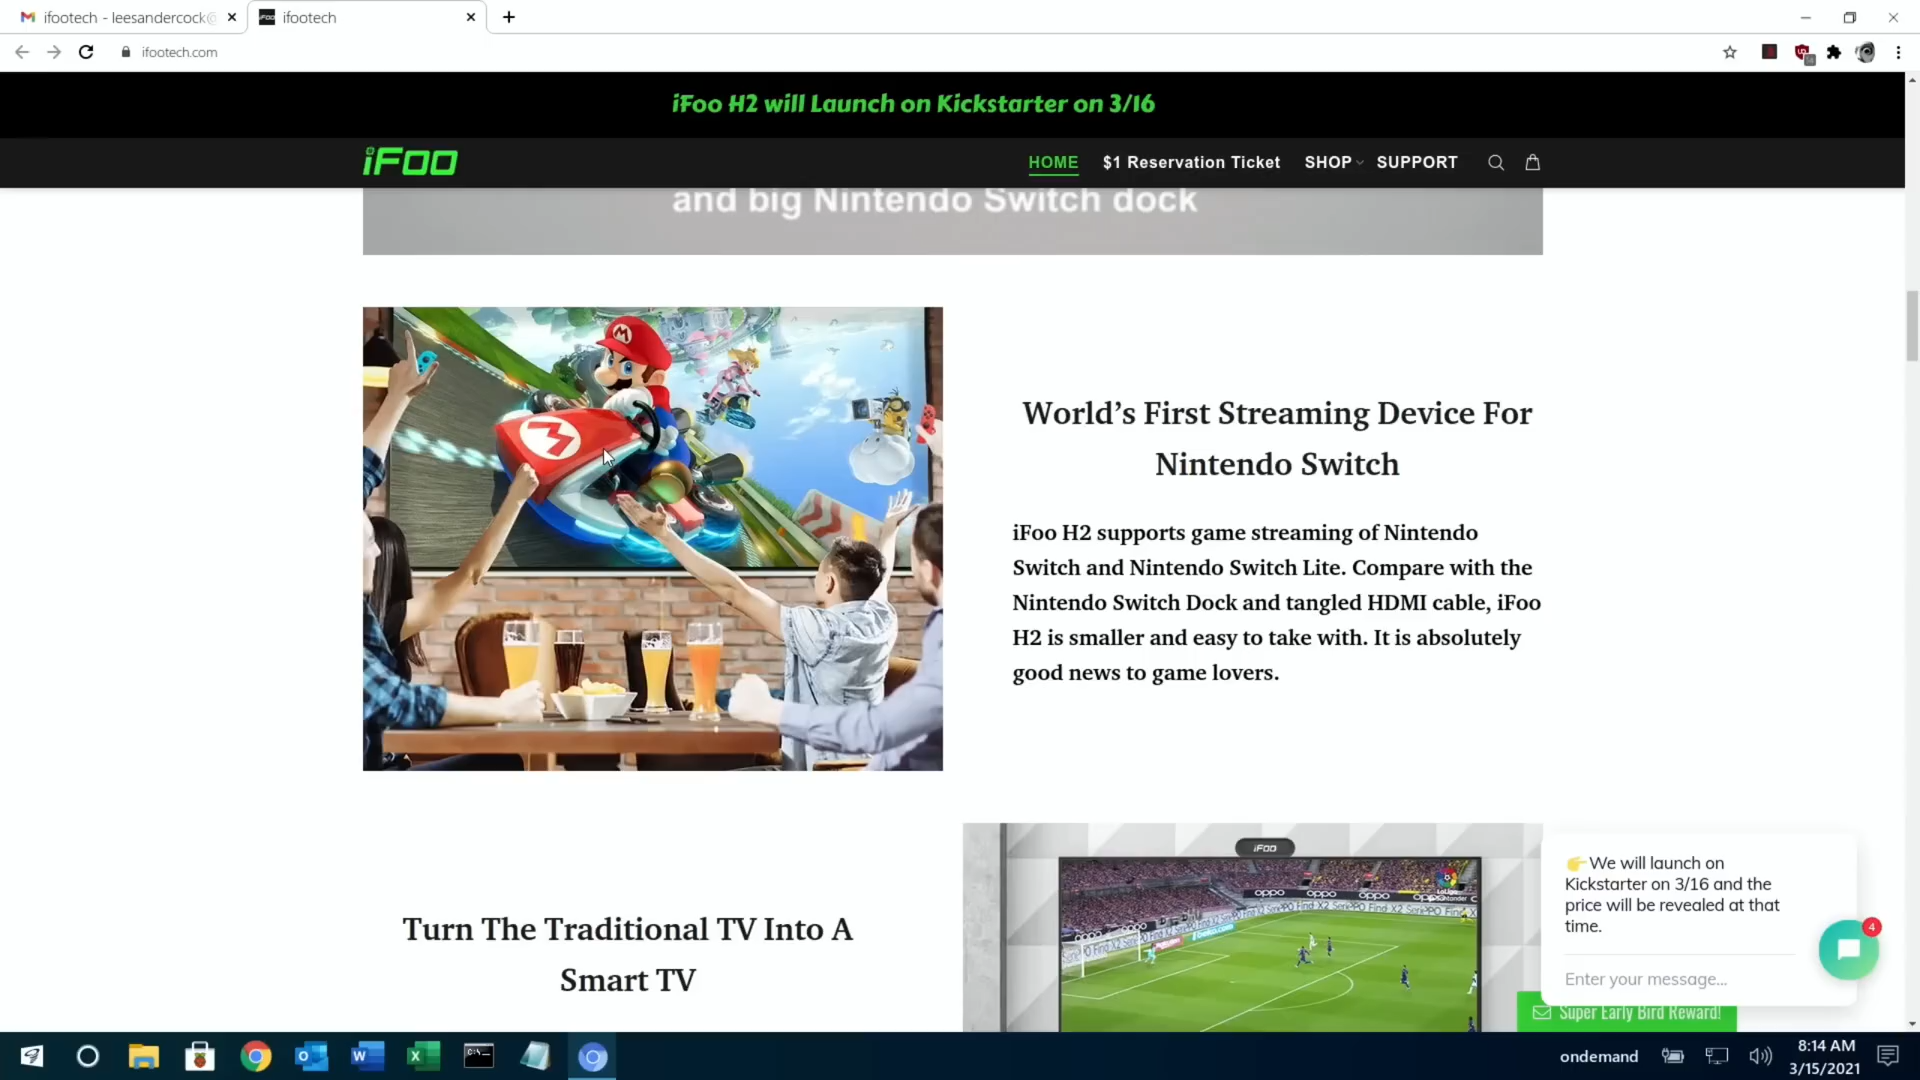 ifootech - leesandercock@
ifootech
ifootech.com
iFoo H2 will Launch on Kickstarter on 3/16
iFoo
HOME
$1 Reservation Ticket
SHOP
SUPPORT
and big Nintendo Switch dock
M
M
World's First Streaming Device For
Nintendo Switch
iFoo H2 supports game streaming of Nintendo
Switch and Nintendo Switch Lite. Compare with the
Nintendo Switch Dock and tangled HDMI cable, iFoo
H2 is smaller and easy to take with. It is absolutely
good news to game lovers.
Turn The Traditional TV Into A
Smart TV
iFoo
oppo oppo oppo oppo
👉We will launch on
Kickstarter on 3/16 and the
price will be revealed at that
time.
4
Enter your message...
Super Early Bird Reward!
ondemand
8:14 AM
3/15/2021